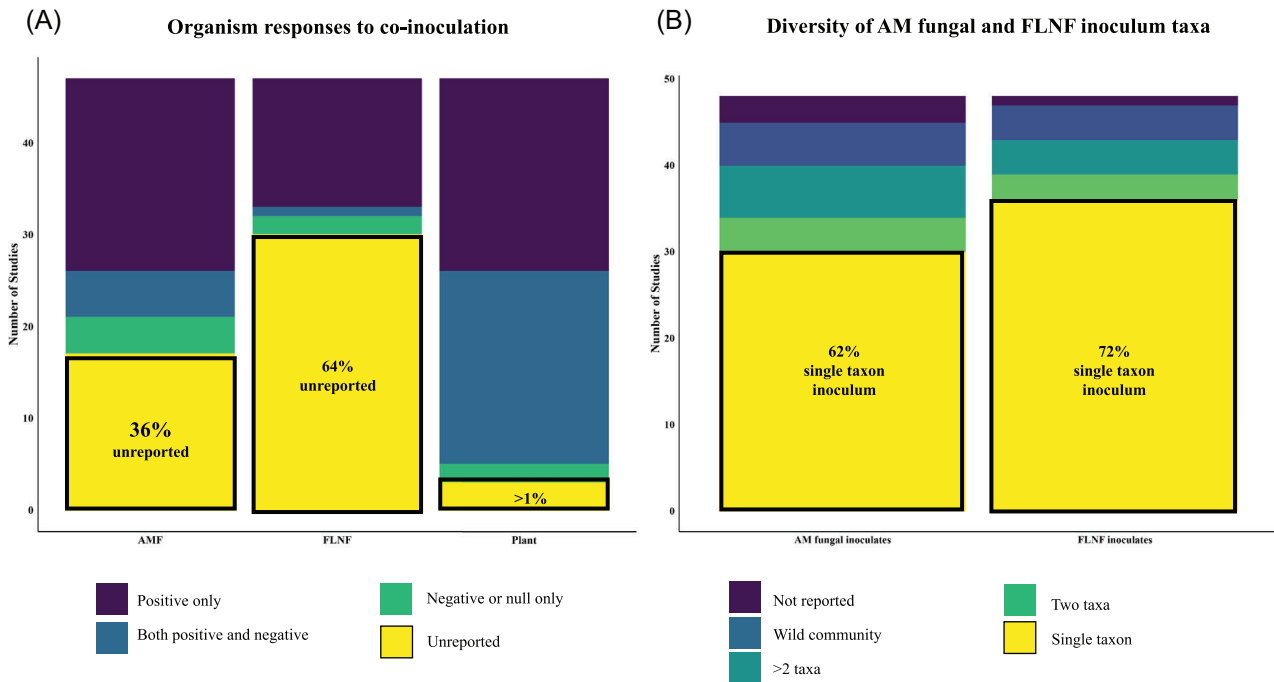 (A)
Organism responses to co-inoculation
Number of Studies
40
30
20
10
0
36%
unreported
64%
unreported
>1%
AMF
FLNF
Plant
Positive only
Both positive and negative
Negative or null only
Unreported
(B)
Diversity of AM fungal and FLNF inoculum taxa
Number of Studies
50
40
30
20
10
0
62%
single taxon
inoculum
72%
single taxon
inoculum
AM fungal inoculates
FLNF inoculates
Not reported
Wild community
>2 taxa
Two taxa
Single taxon